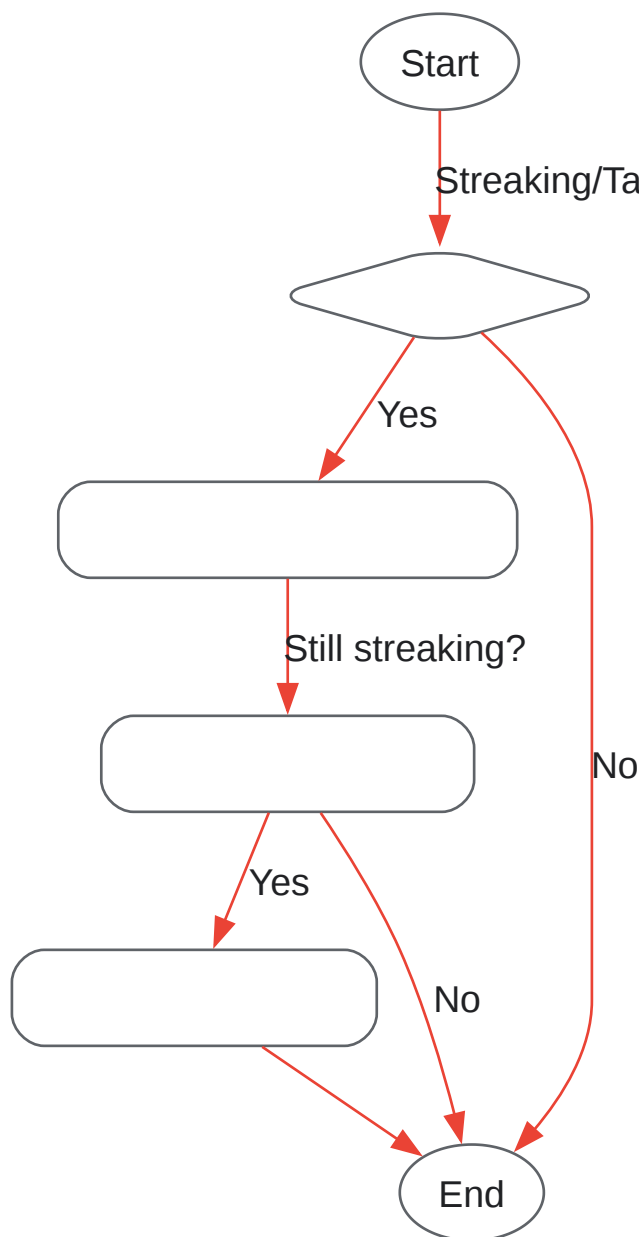 Start
Streaking/Ta
Yes
Still streaking?
No
Yes
No
End